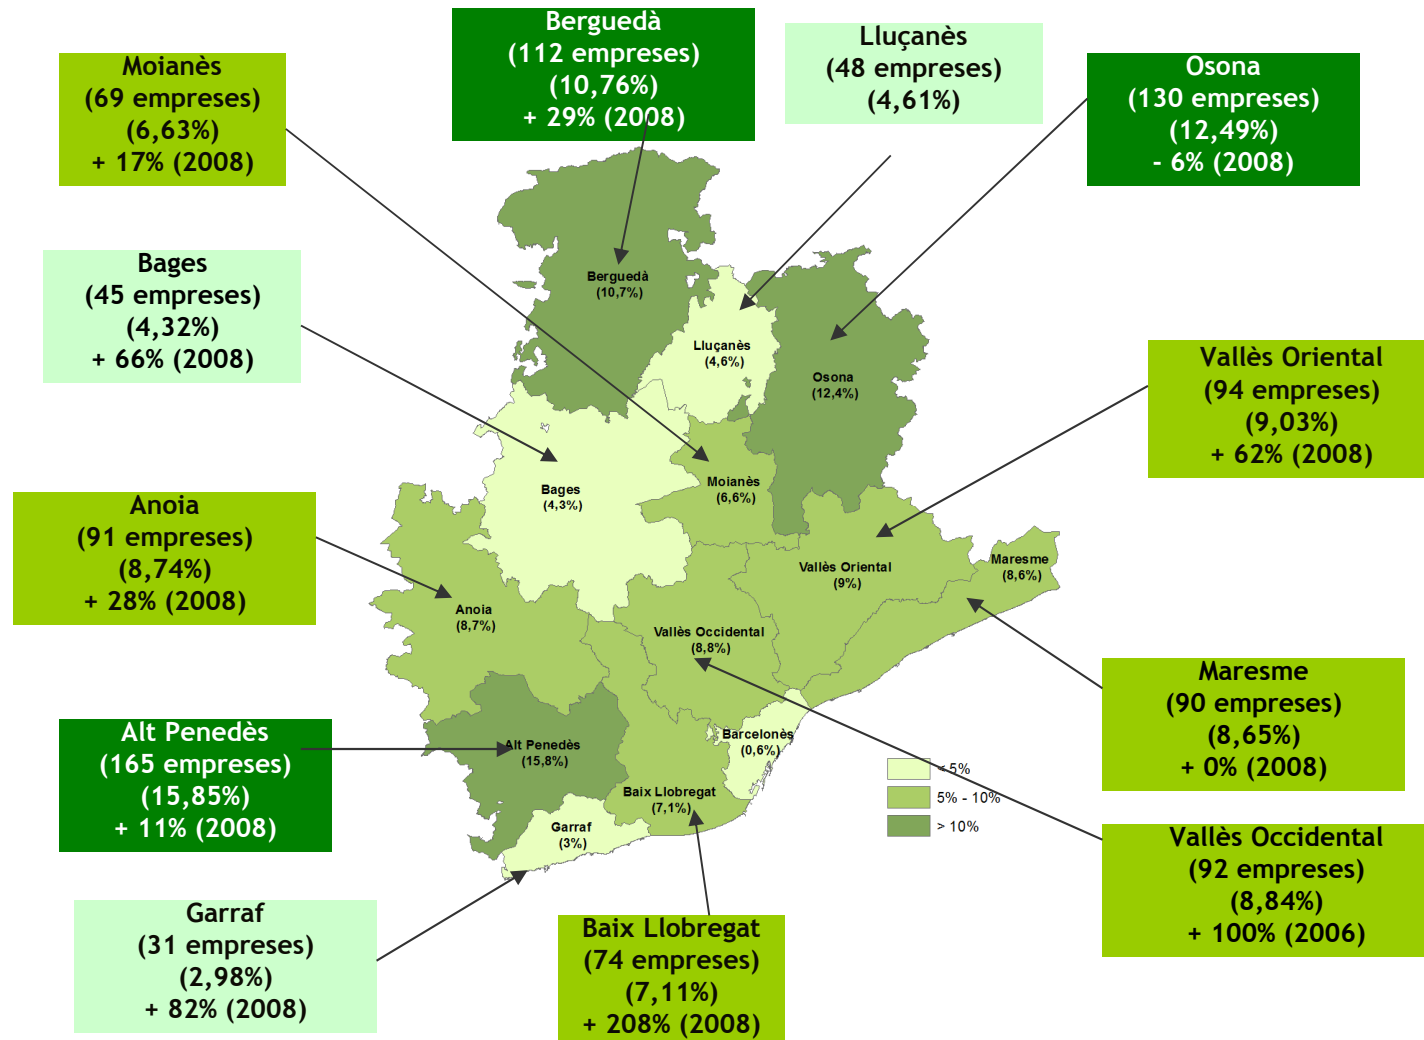 Berguedà
(112 empreses)
(10,76%)
+ 29% (2008)
Lluçanès
(48 empreses)
(4,61%)
Moianès
(69 empreses)
(6,63%)
+ 17% (2008)
Osona
(130 empreses)
(12,49%)
- 6% (2008)
Bages
(45 empreses)
(4,32%)
+ 66% (2008)
Vallès Oriental
(94 empreses)
(9,03%)
+ 62% (2008)
Anoia
(91 empreses)
(8,74%)
+ 28% (2008)
Maresme
(90 empreses)
(8,65%)
+ 0% (2008)
Alt Penedès
(165 empreses)
(15,85%)
+ 11% (2008)
Vallès Occidental
(92 empreses)
(8,84%)
+ 100% (2006)
Garraf
(31 empreses)
(2,98%)
+ 82% (2008)
Baix Llobregat
(74 empreses)
(7,11%)
+ 208% (2008)
Berguedà
(10,7%)
Lluçanès
(4,6%)
Osona
(12,4%)
Bages
(4,3%)
Moianès
(6,6%)
Vallès Oriental
(9%)
Maresme
(8,6%)
Anoia
(8,7%)
Vallès Occidental
(8,8%)
Alt Penedès
(15,8%)
Barcelonès
(0,6%)
Baix Llobregat
(7,1%)
Garraf
(3%)
< 5%
5% - 10%
> 10%